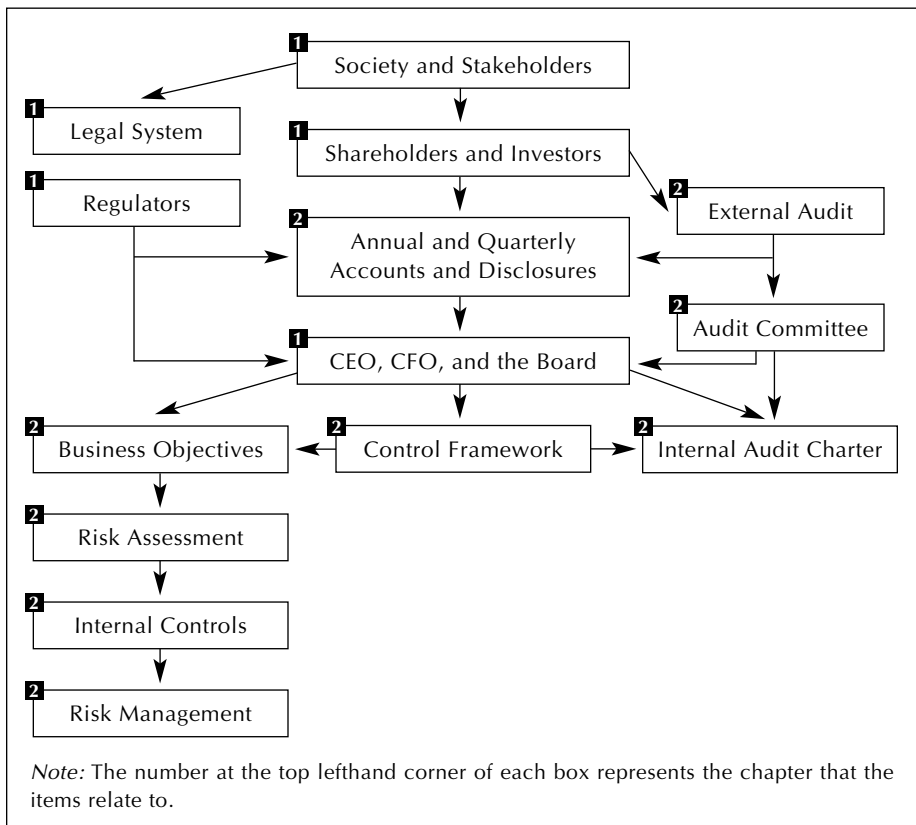 1
Society and Stakeholders
1
Legal System
1
Shareholders and Investors
1
Regulators
2
External Audit
2
Annual and Quarterly
Accounts and Disclosures
2
Audit Committee
1
CEO, CFO, and the Board
2
Business Objectives
2
Control Framework
2
Internal Audit Charter
2
Risk Assessment
2
Internal Controls
2
Risk Management
Note: The number at the top lefthand corner of each box represents the chapter that the
items relate to.